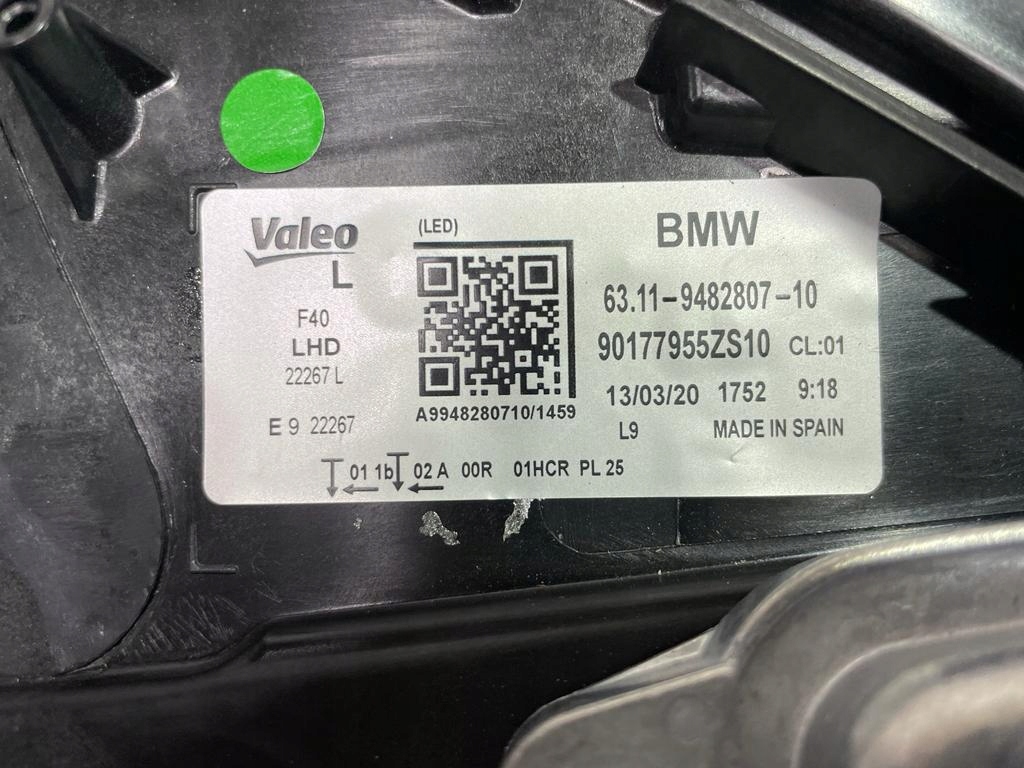 Valeo
L
F40
LHD
22267 L
E 9 22267
(LED)
A9948280710/1459
BMW
63.11-9482807-10
90177955ZS10 CL:01
13/03/20 1752 9:18
L9 MADE IN SPAIN
01 1b 02 A 00R 01HCR PL 25